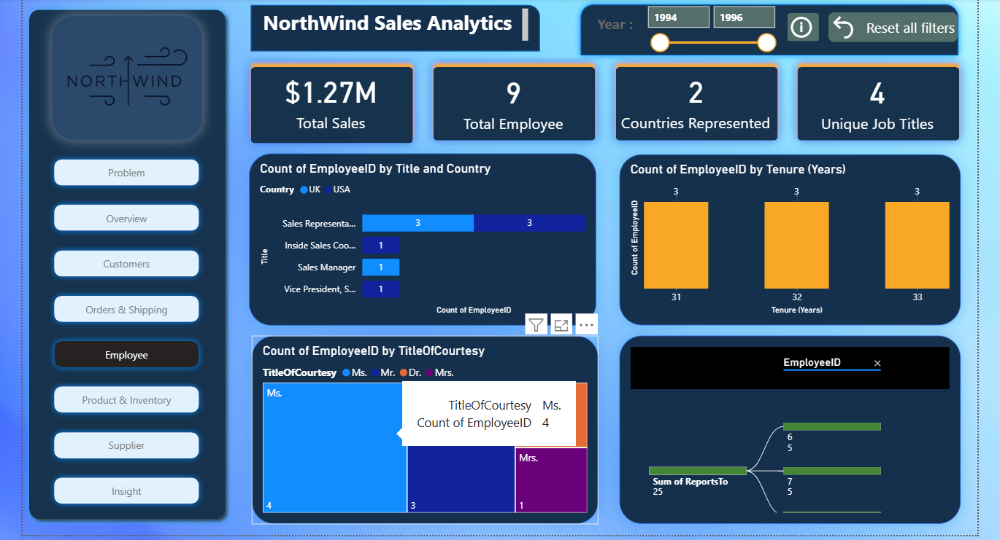 NORTHWIND
Problem
Overview
Customers
Orders & Shipping
Employee
Product & Inventory
Supplier
Insight
NorthWind Sales Analytics
Year :
1994
1996
Reset all filters
$1.27M
Total Sales
9
Total Employee
2
Countries Represented
4
Unique Job Titles
Count of EmployeeID by Title and Country
Country UK USA
Title
Sales Representa... 3 3
Inside Sales Coo... 1
Sales Manager 1
Vice President, S... 1
Count of EmployeeID
Count of EmployeeID by Tenure (Years)
Count of EmployeeID
3 3 3
31 32 33
Tenure (Years)
Count of EmployeeID by TitleOfCourtesy
TitleOfCourtesy Ms. Mr. Dr. Mrs.
Ms.
TitleOfCourtesy Ms.
Count of EmployeeID 4
Mrs.
4 3 1
EmployeeID
Sum of ReportsTo
25
6
5
7
5